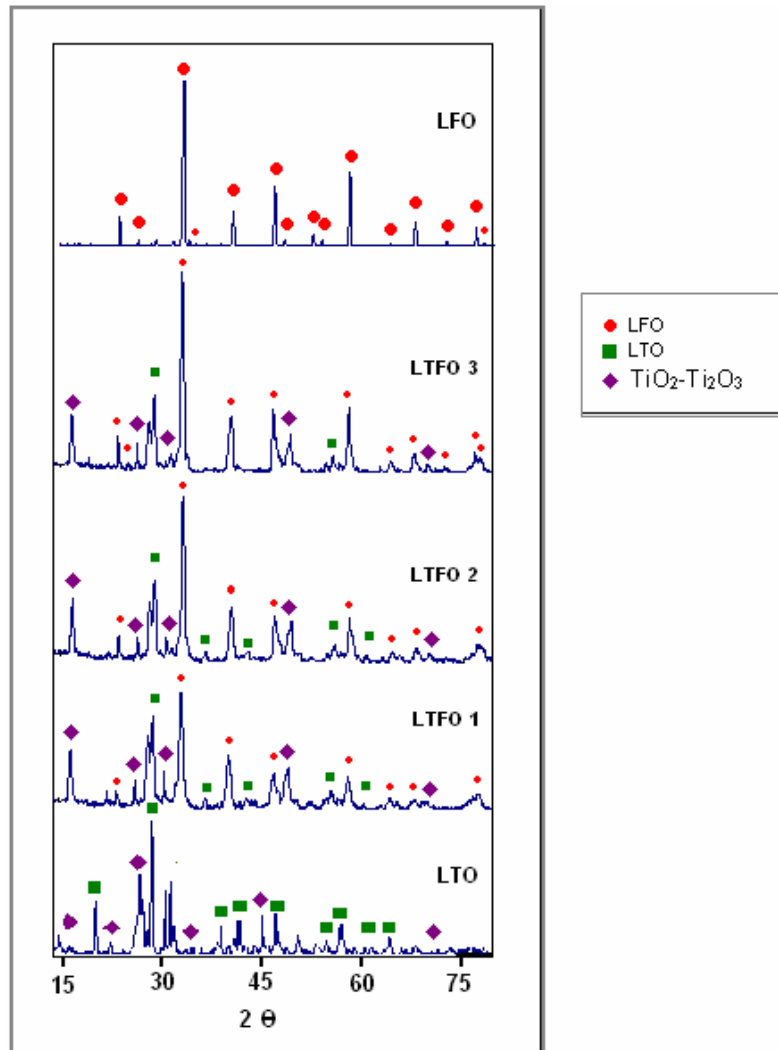 LFO
LTFO 3
LTFO 2
LTFO 1
LTO
15 30 45 60 75
2 Θ
LFO
LTO
TiO₂-Ti₂O₃